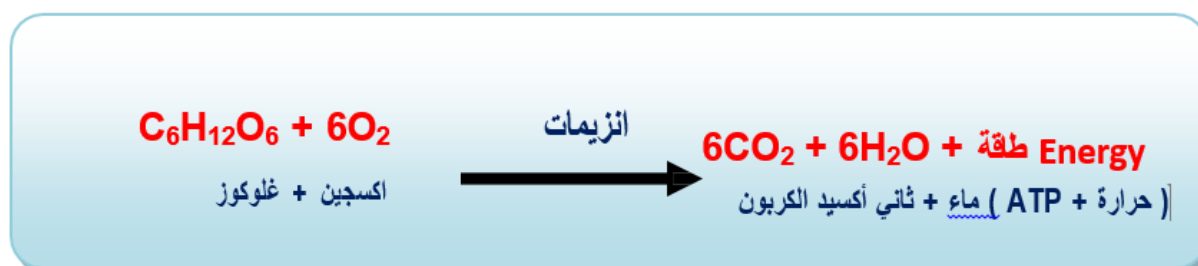 C₆H₁₂O₆ + 6O₂
انزيمات
6CO₂ + 6H₂O + طاقة Energy
اكسجين + غلوكوز
ماء + ثاني أكسيد الكربون ( ATP + حرارة )